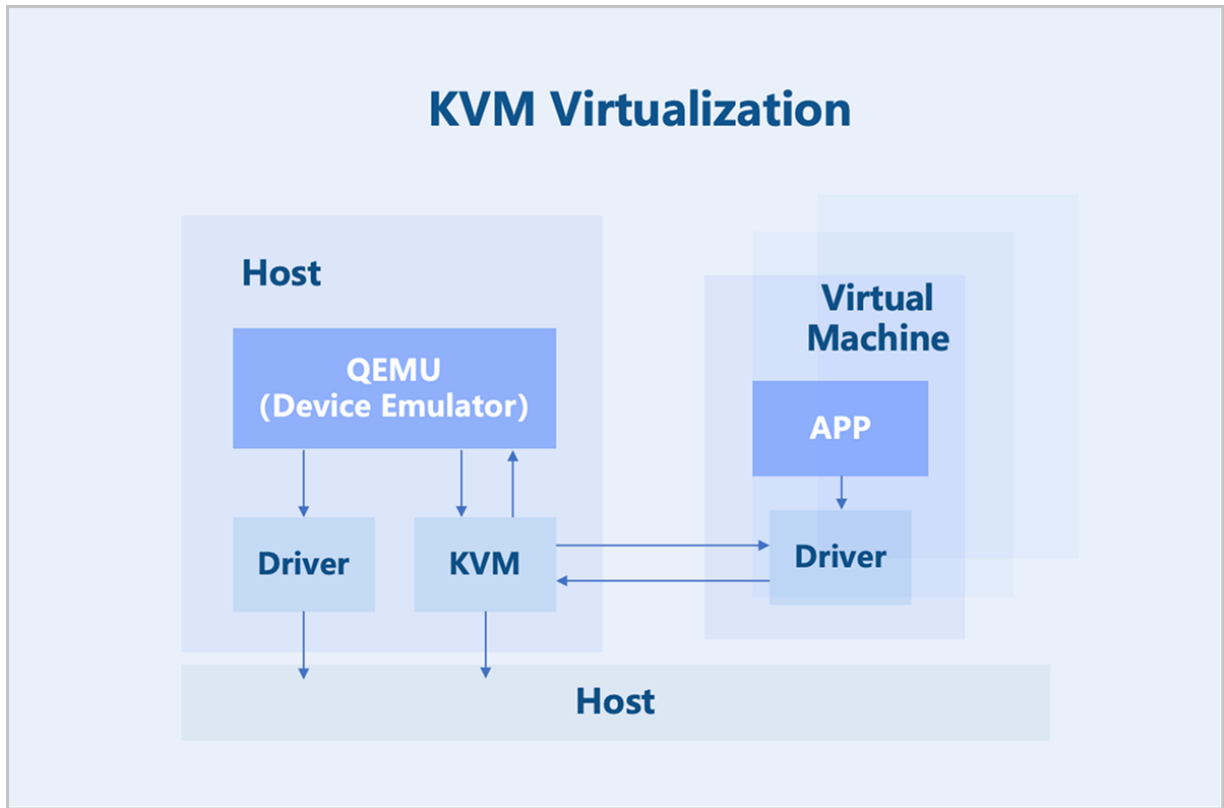 KVM Virtualization
Host
QEMU
(Device Emulator)
Driver
KVM
Virtual
Machine
APP
Driver
Host